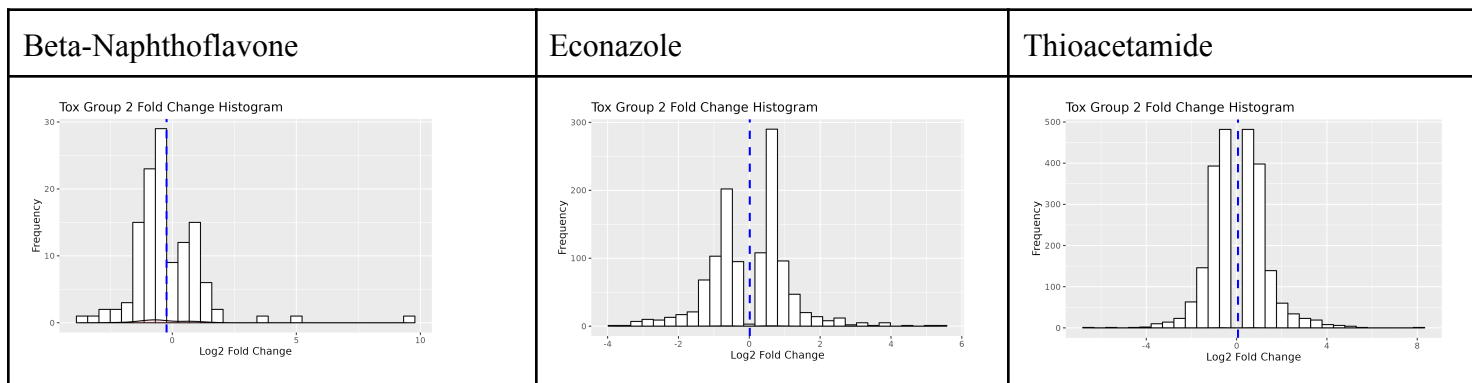 Beta-Naphthoflavone
Econazole
Thioacetamide
Tox Group 2 Fold Change Histogram
30
20
10
0
Frequency
0
5
10
Log2 Fold Change
Tox Group 2 Fold Change Histogram
300
200
100
0
Frequency
-4
-2
0
2
4
6
Log2 Fold Change
Tox Group 2 Fold Change Histogram
500
400
300
200
100
0
Frequency
-4
0
4
8
Log2 Fold Change